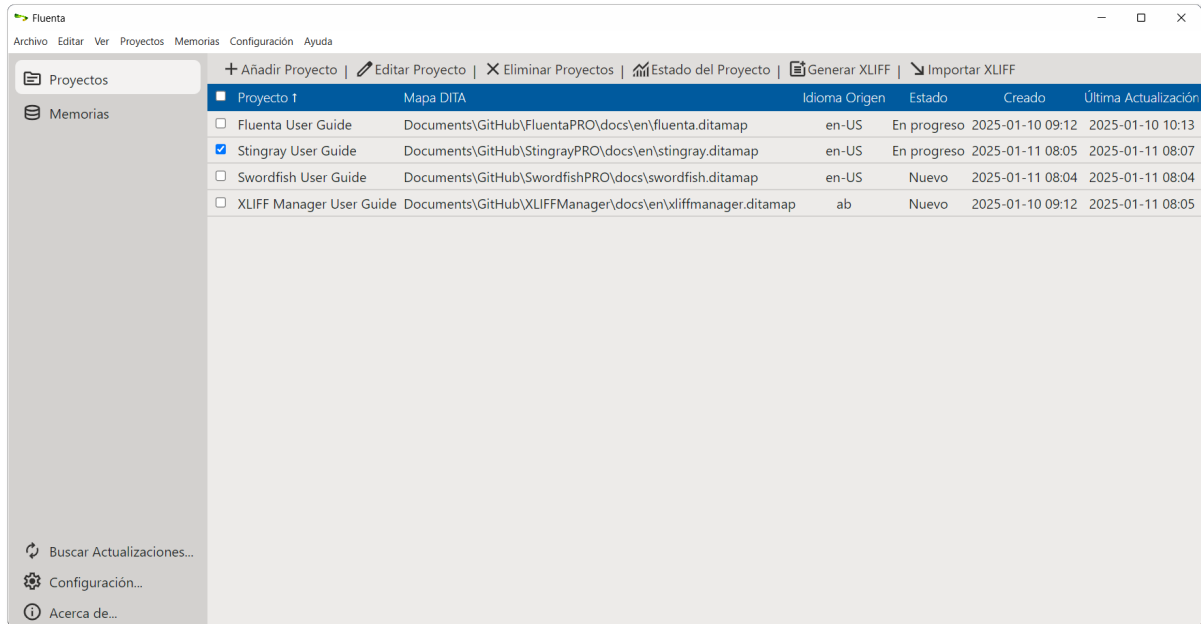 Fluenta
Archivo Editar Ver Proyectos Memorias Configuración Ayuda
Proyectos
Memorias
Añadir Proyecto | Editar Proyecto | Eliminar Proyectos | Estado del Proyecto | Generar XLIFF | Importar XLIFF
Proyecto ↑ Mapa DITA Idioma Origen Estado Creado Última Actualización
Fluenta User Guide Documents\GitHub\FluentaPRO\docs\en\fluenta.ditamap en-US En progreso 2025-01-10 09:12 2025-01-10 10:13
Stingray User Guide Documents\GitHub\StingrayPRO\docs\en\stingray.ditamap en-US En progreso 2025-01-11 08:05 2025-01-11 08:07
Swordfish User Guide Documents\GitHub\SwordfishPRO\docs\swordfish.ditamap en-US Nuevo 2025-01-11 08:04 2025-01-11 08:04
XLIFF Manager User Guide Documents\GitHub\XLIFFManager\docs\en\xliffmanager.ditamap ab Nuevo 2025-01-10 09:12 2025-01-11 08:05
Buscar Actualizaciones...
Configuración...
Acerca de...